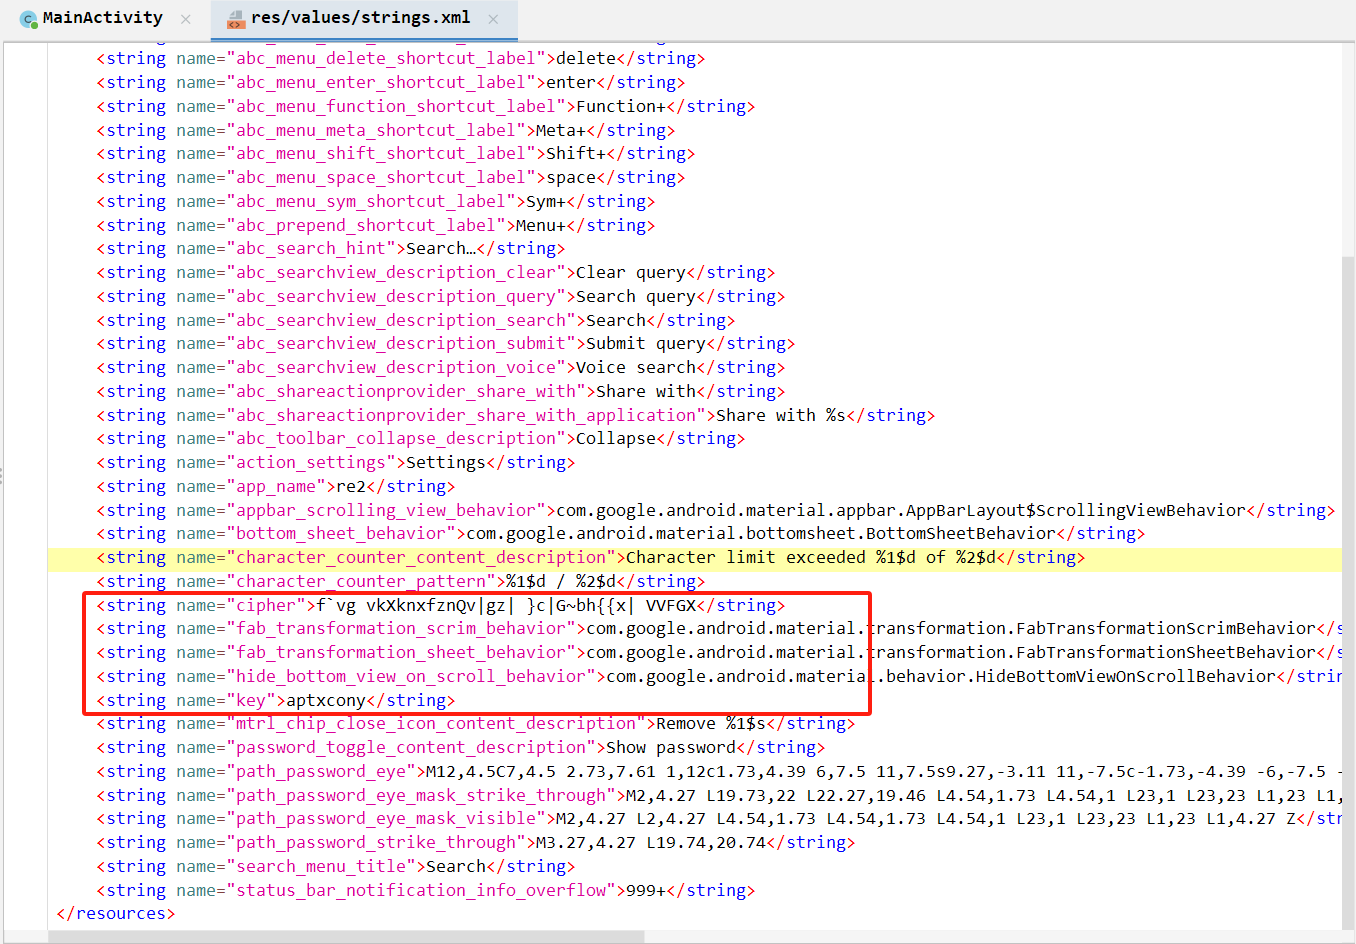 MainActivity × res/values/strings.xml ×
<string name="abc_menu_delete_shortcut_label">delete</string>
<string name="abc_menu_enter_shortcut_label">enter</string>
<string name="abc_menu_function_shortcut_label">Function+</string>
<string name="abc_menu_meta_shortcut_label">Meta+</string>
<string name="abc_menu_shift_shortcut_label">Shift+</string>
<string name="abc_menu_space_shortcut_label">space</string>
<string name="abc_menu_sym_shortcut_label">Sym+</string>
<string name="abc_prepend_shortcut_label">Menu+</string>
<string name="abc_search_hint">Search…</string>
<string name="abc_searchview_description_clear">Clear query</string>
<string name="abc_searchview_description_query">Search query</string>
<string name="abc_searchview_description_search">Search</string>
<string name="abc_searchview_description_submit">Submit query</string>
<string name="abc_searchview_description_voice">Voice search</string>
<string name="abc_shareactionprovider_share_with">Share with</string>
<string name="abc_shareactionprovider_share_with_application">Share with %s</string>
<string name="abc_toolbar_collapse_description">Collapse</string>
<string name="action_settings">Settings</string>
<string name="app_name">re2</string>
<string name="appbar_scrolling_view_behavior">com.google.android.material.appbar.AppBarLayout$ScrollingViewBehavior</string>
<string name="bottom_sheet_behavior">com.google.android.material.bottomsheet.BottomSheetBehavior</string>
<string name="character_counter_content_description">Character limit exceeded %1$d of %2$d</string>
<string name="character_counter_pattern">%1$d / %2$d</string>
<string name="cipher">f`vg vkXknxfznQv|gz| }c|G~bh{{x| VVFGX</string>
<string name="fab_transformation_scrim_behavior">com.google.android.material.transformation.FabTransformationScrimBehavior</s
<string name="fab_transformation_sheet_behavior">com.google.android.material.transformation.FabTransformationSheetBehavior</s
<string name="hide_bottom_view_on_scroll_behavior">com.google.android.material.behavior.HideBottomViewOnScrollBehavior</strin
<string name="key">aptxcony</string>
<string name="mtrl_chip_close_icon_content_description">Remove %1$s</string>
<string name="password_toggle_content_description">Show password</string>
<string name="path_password_eye">M12,4.5C7,4.5 2.73,7.61 1,12c1.73,4.39 6,7.5 11,7.5s9.27,-3.11 11,-7.5c-1.73,-4.39 -6,-7.5 -
<string name="path_password_eye_mask_strike_through">M2,4.27 L19.73,22 L22.27,19.46 L4.54,1.73 L4.54,1 L23,1 L23,23 L1,23 L1,
<string name="path_password_eye_mask_visible">M2,4.27 L2,4.27 L4.54,1.73 L4.54,1.73 L4.54,1 L23,1 L23,23 L1,23 L1,4.27 Z</str
<string name="path_password_strike_through">M3.27,4.27 L19.74,20.74</string>
<string name="search_menu_title">Search</string>
<string name="status_bar_notification_info_overflow">999+</string>
</resources>